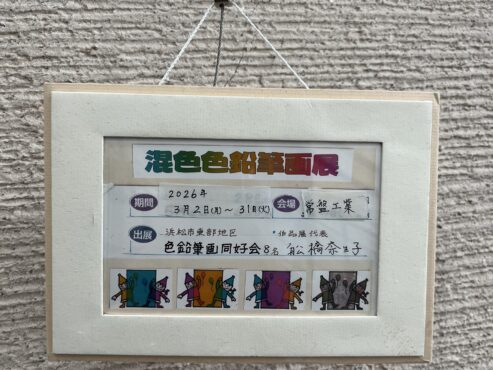 混色色鉛筆画展
2026年
期間 3月2日(月)～31日(火) 会場 常盤工業
浜松市東部地区 ・作品展代表
出展 色鉛筆画同好会8名 舩橋奈生子